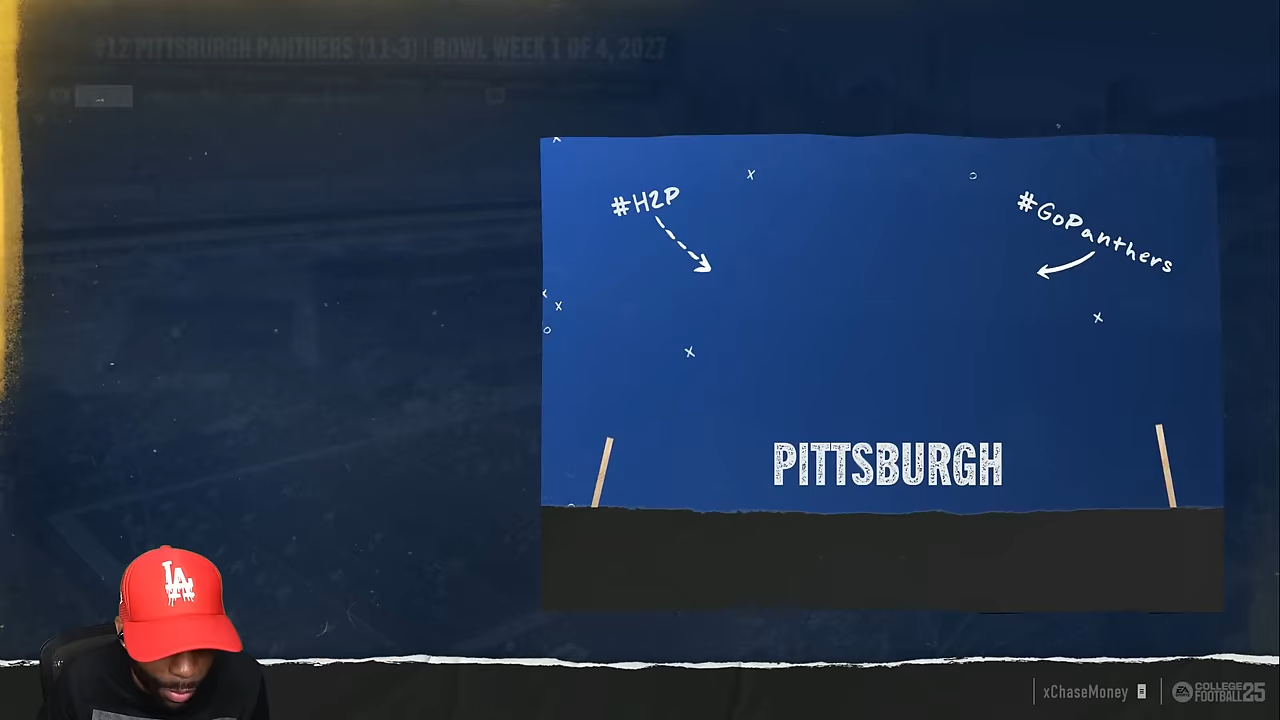 #12 PITTSBURGH PANTHERS (11-3) | BOWL WEEK 1 OF 4, 2027
#H2P
#GoPanthers
PITTSBURGH
LA
xChaseMoney
EA COLLEGE
FOOTBALL 25